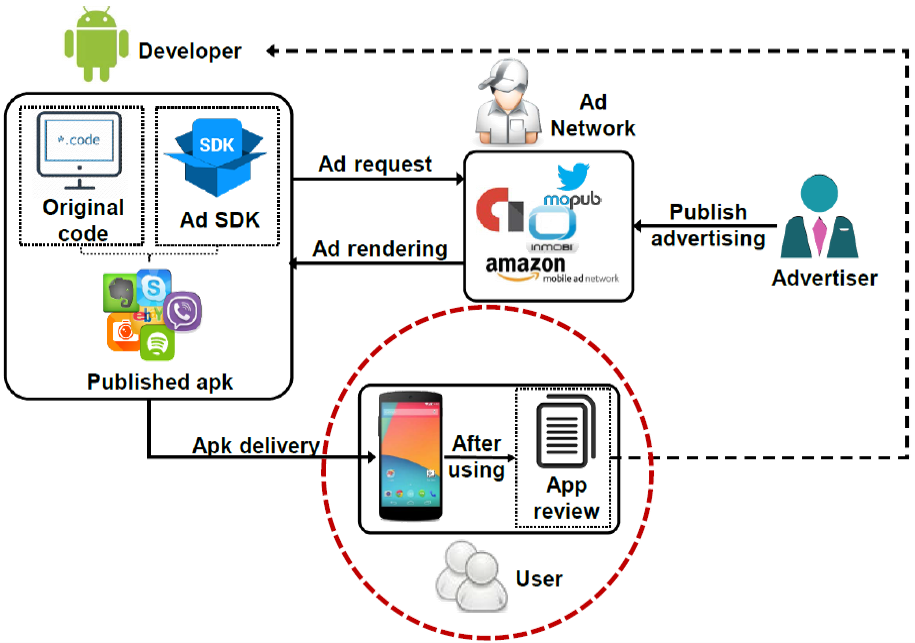 Developer
*.code
Original
code
SDK
Ad SDK
ebY
Published apk
Ad request
Ad rendering
Ad
Network
mopub
INMOBI
amazon
mobile ad network
Publish
advertising
Advertiser
Apk delivery
After
using
App
review
User